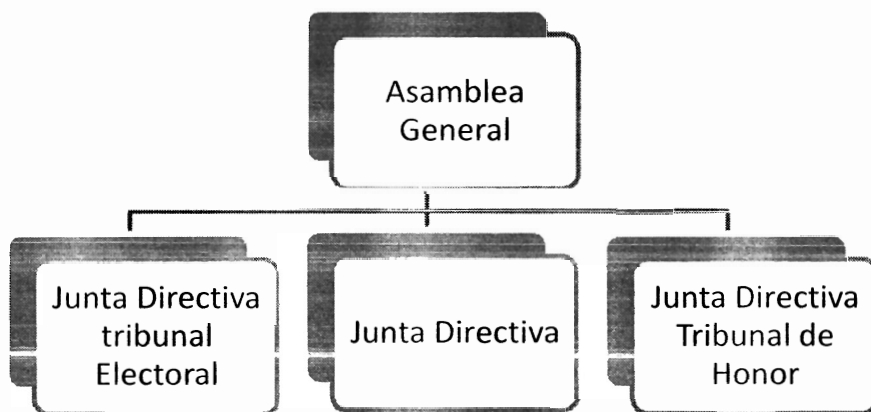 Asamblea
General
Junta Directiva
tribunal
Electoral
Junta Directiva
Junta Directiva
Tribunal de
Honor